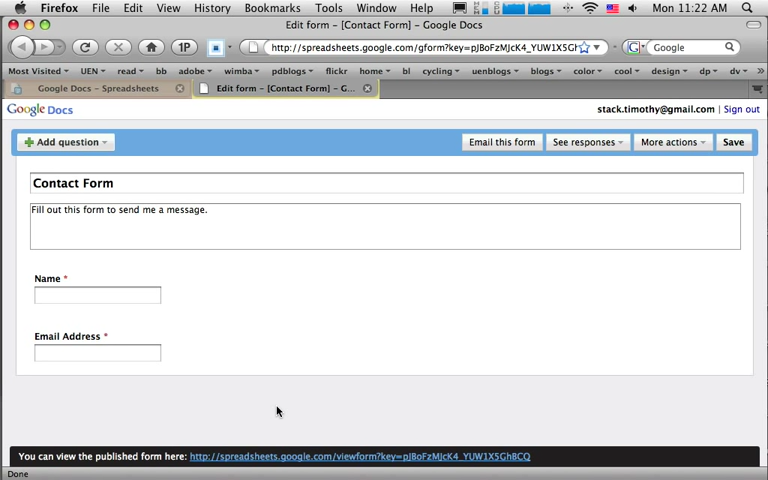 Firefox File Edit View History Bookmarks Tools Window Help Mon 11:22 AM
Edit form – [Contact Form] – Google Docs
1P http://spreadsheets.google.com/gform?key=pJBoFzMJcK4_YUW1X5Gh Google
Most Visited UEN read bb adobe wimba pdblogs flickr home bl cycling uenblogs blogs color cool design dp dv »
Google Docs – Spreadsheets Edit form – [Contact Form] – G...
Google Docs stack.timothy@gmail.com | Sign out
Add question Email this form See responses More actions Save
Contact Form
Fill out this form to send me a message.
Name *
Email Address *
You can view the published form here: http://spreadsheets.google.com/viewform?key=pJBoFzMJcK4_YUW1X5GhBCQ
Done